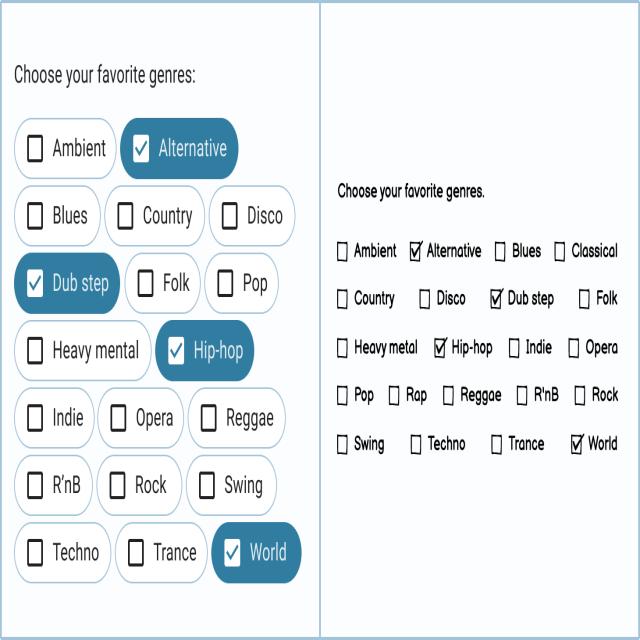 Choose your favorite genres:
Ambient Alternative
Blues Country Disco
Dub step Folk Pop
Heavy mental Hip-hop
Indie Opera Reggae
R'nB Rock Swing
Techno Trance World
Choose your favorite genres.
Ambient Alternative Blues Classical
Country Disco Dub step Folk
Heavy metal Hip-hop Indie Opera
Pop Rap Reggae R'nB Rock
Swing Techno Trance World